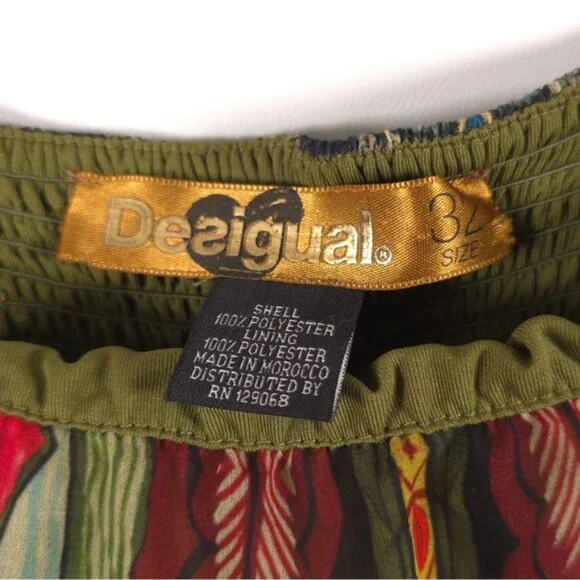 Desigual.®
32
SIZE
SHELL
100% POLYESTER
LINING
100% POLYESTER
MADE IN MOROCCO
DISTRIBUTED BY
RN 129068